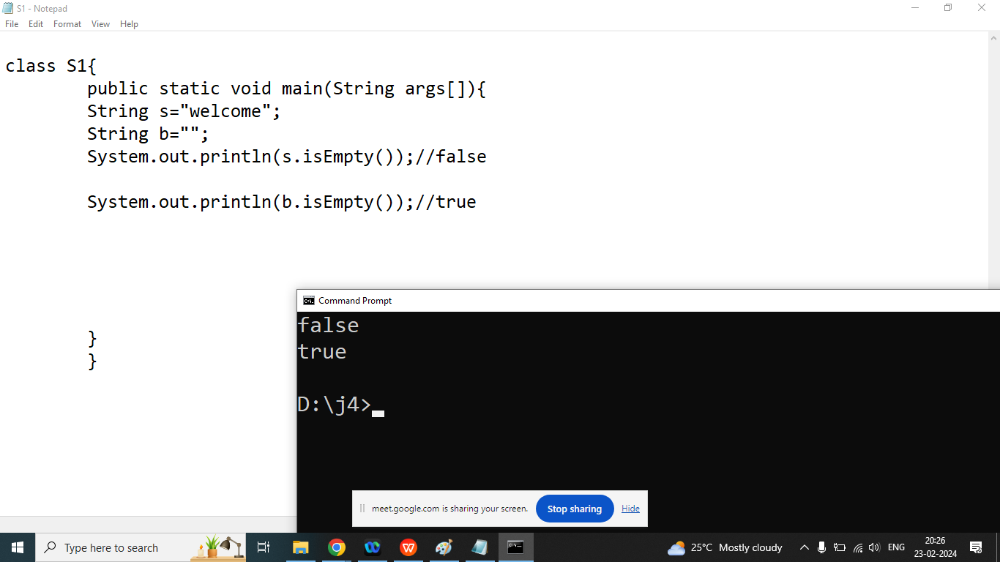 S1 - Notepad
File Edit Format View Help
class S1{
public static void main(String args[]){
String s="welcome";
String b="";
System.out.println(s.isEmpty());//false
System.out.println(b.isEmpty());//true
}
}
Command Prompt
false
true
D:\j4>
meet.google.com is sharing your screen. Stop sharing Hide
Type here to search
25°C Mostly cloudy
ENG
20:26
23-02-2024